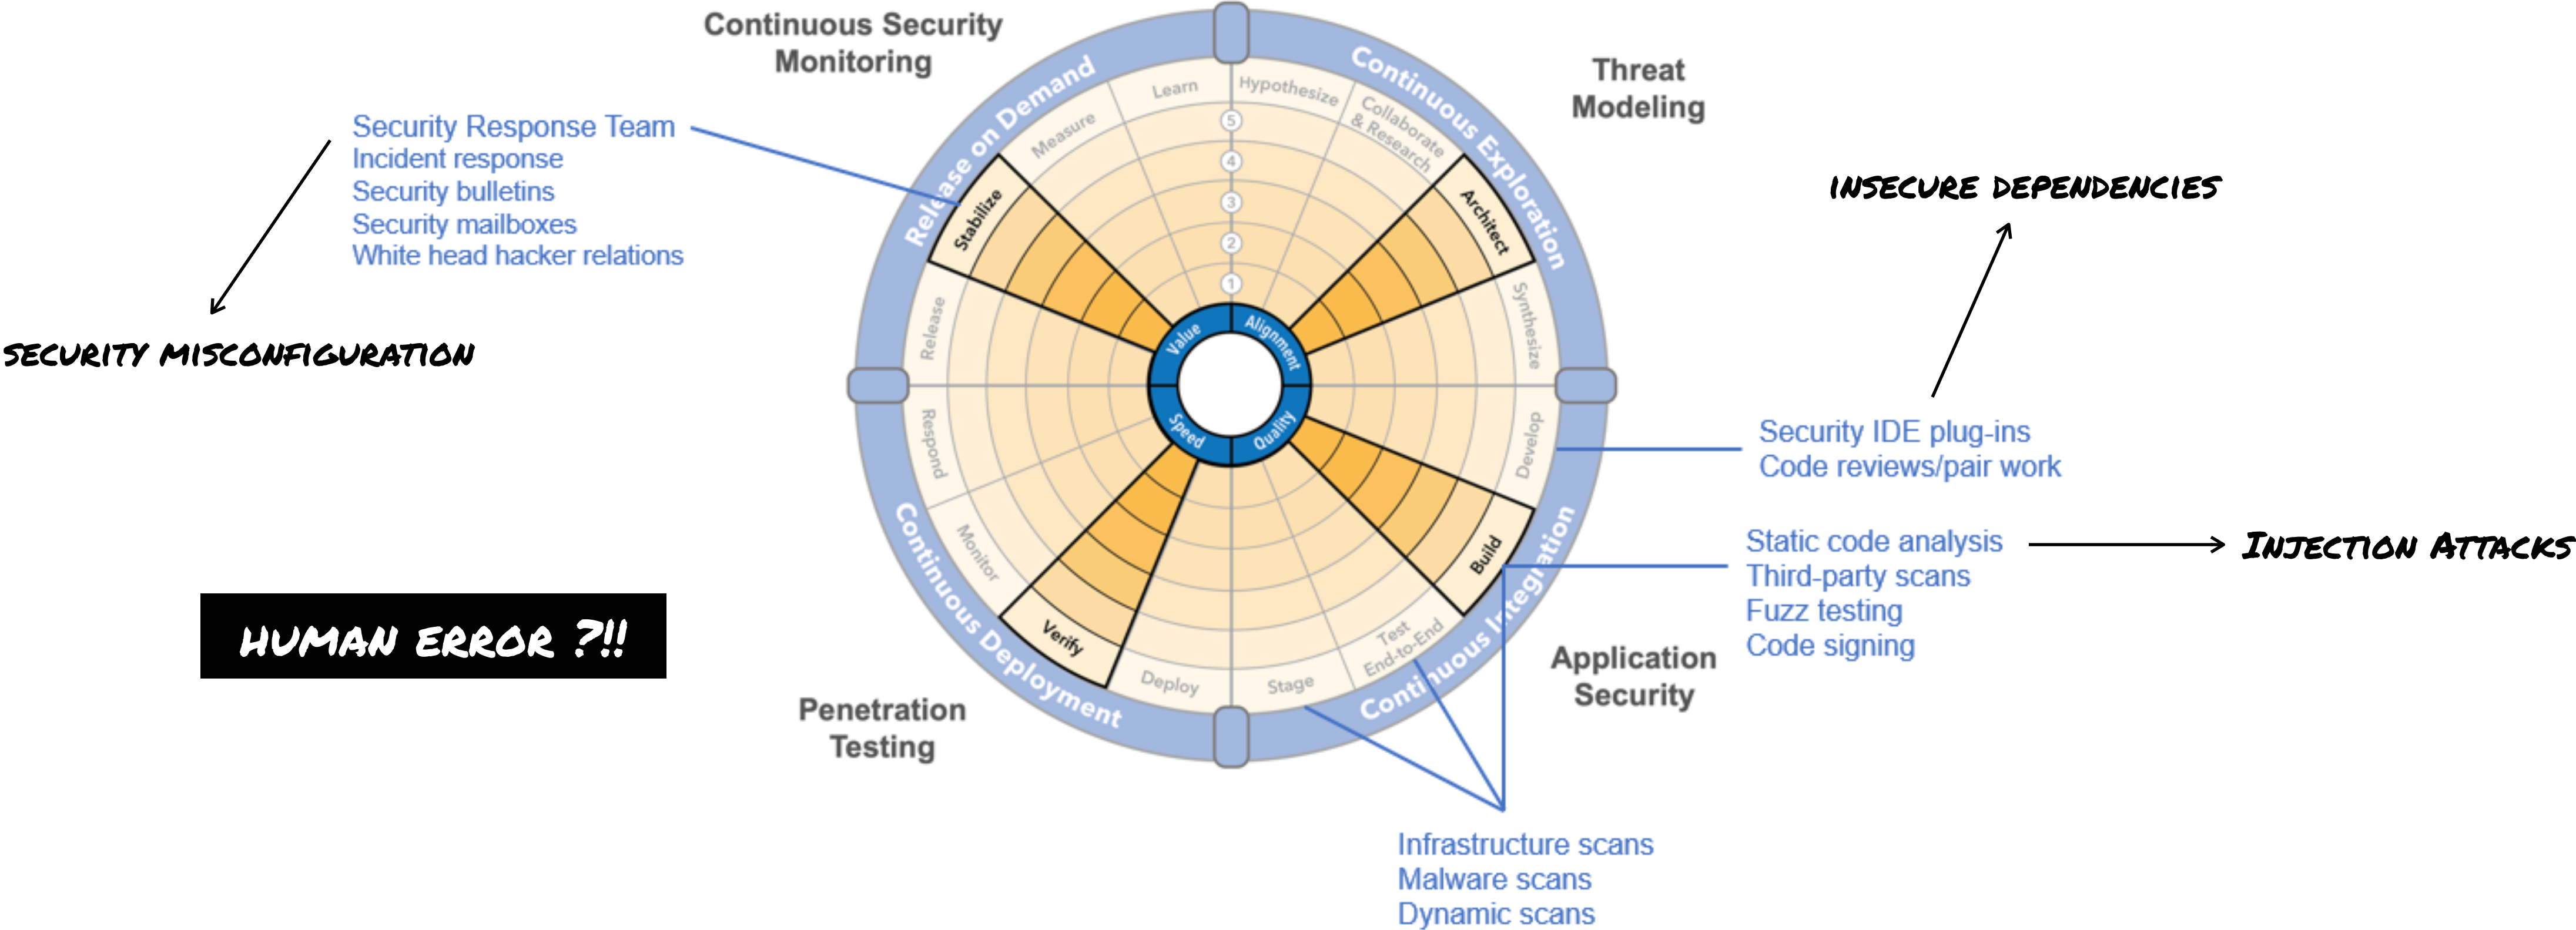 Continuous Security
Monitoring
Threat
Modeling
Security Response Team
Incident response
Security bulletins
Security mailboxes
White head hacker relations
SECURITY MISCONFIGURATION
HUMAN ERROR ?!!
Penetration
Testing
Release on Demand
Continuous Exploration
Continuous Deployment
Continuous Integration
Learn
Measure
Stabilize
Release
Hypothesize
Collaborate
& Research
Architect
Synthesize
5
4
3
2
1
Value
Alignment
Speed
Quality
Respond
Monitor
Verify
Deploy
Develop
Build
Test
End-to-End
Stage
INSECURE DEPENDENCIES
Security IDE plug-ins
Code reviews/pair work
Static code analysis
Third-party scans
Fuzz testing
Code signing
INJECTION ATTACKS
Application
Security
Infrastructure scans
Malware scans
Dynamic scans